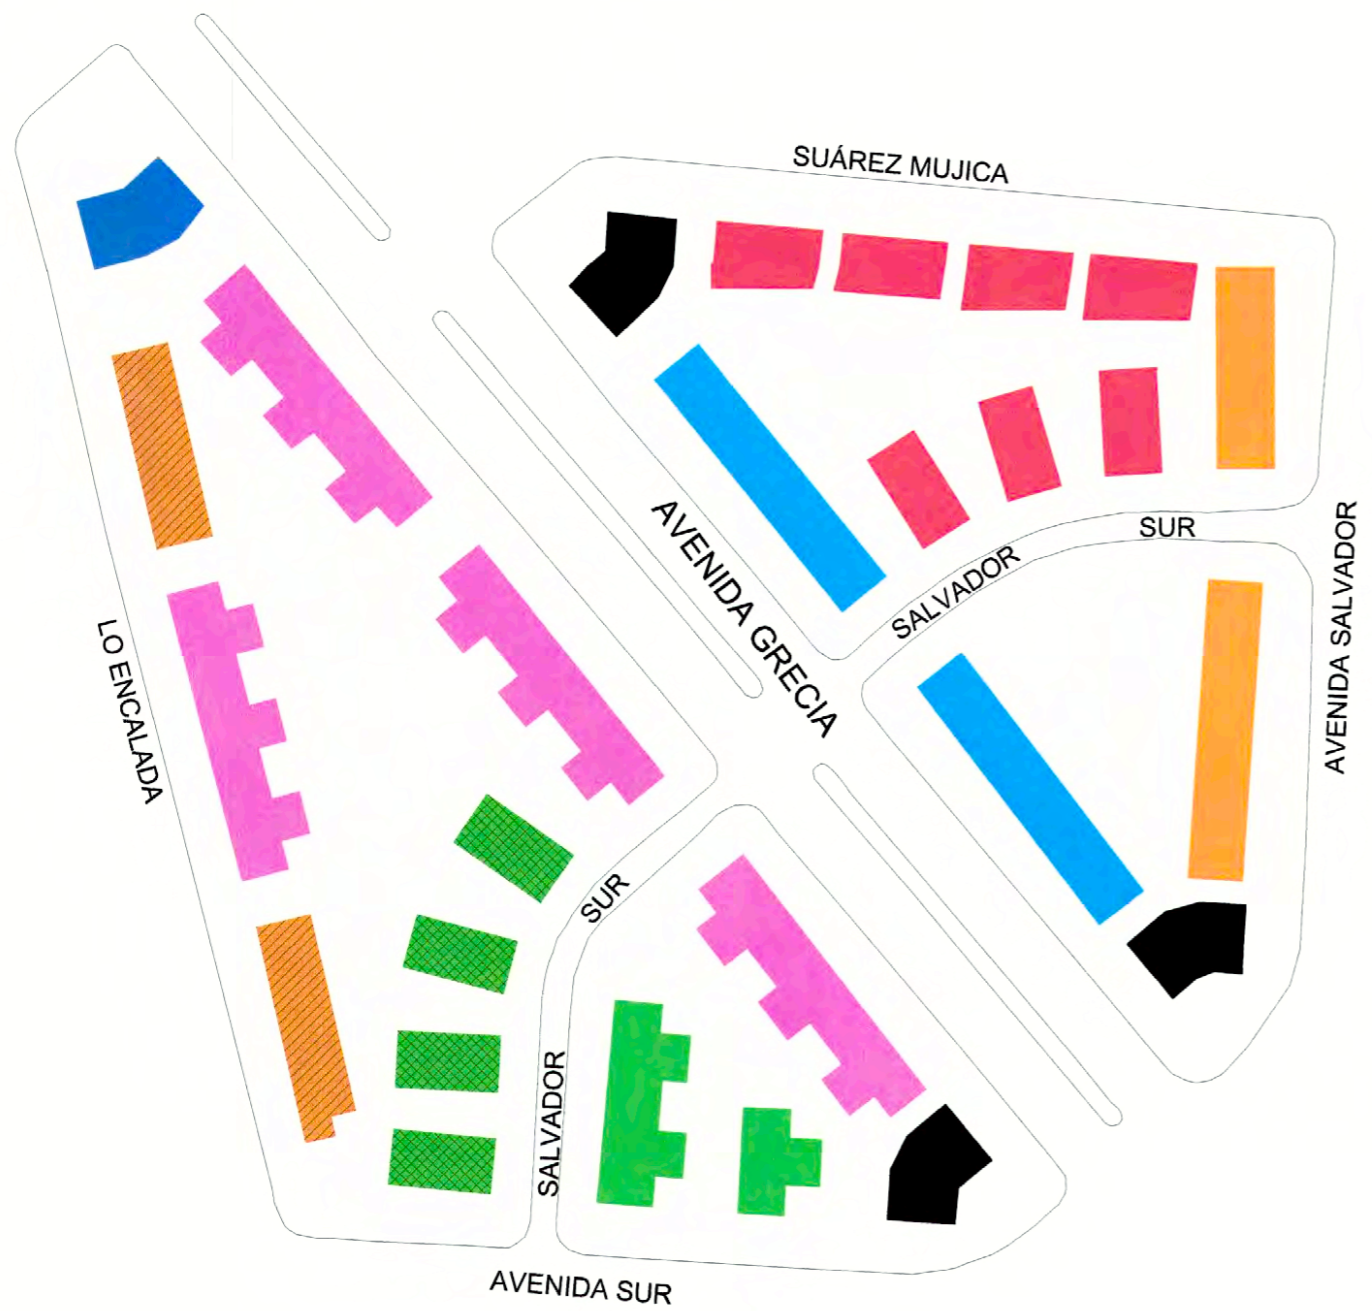 SUÁREZ MUJICA
AVENIDA GRECIA
SALVADOR
SUR
AVENIDA SALVADOR
LO ENCALADA
SUR
SALVADOR
AVENIDA SUR